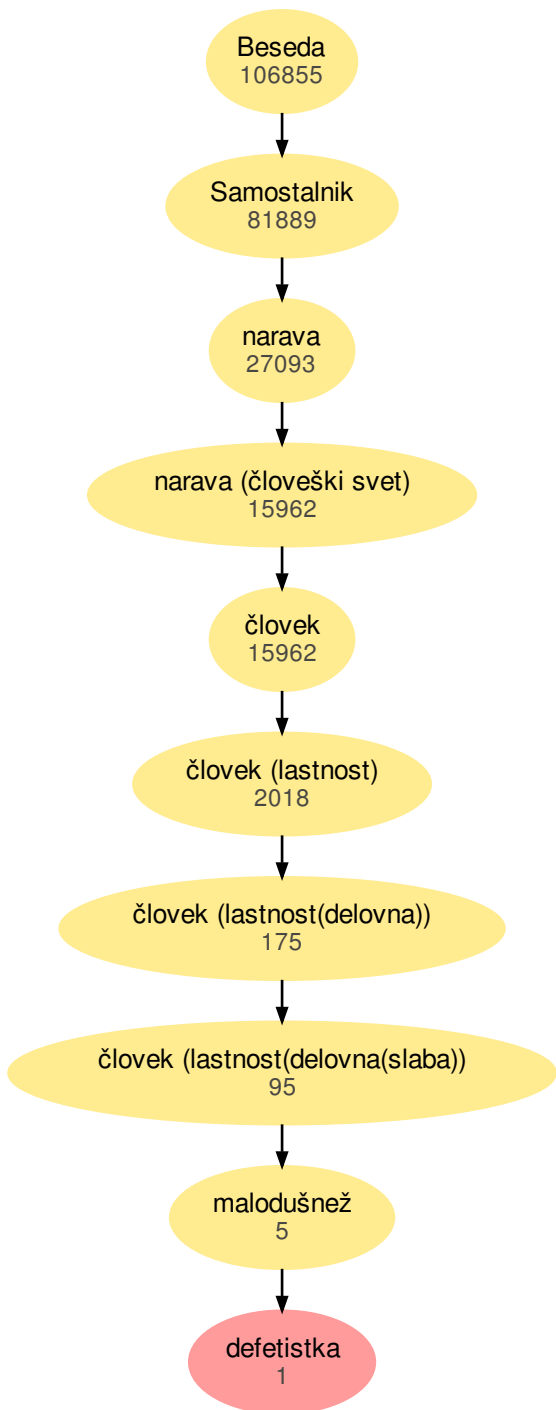 Beseda
106855
Samostalnik
81889
narava
27093
narava (človeški svet)
15962
človek
15962
človek (lastnost)
2018
človek (lastnost(delovna))
175
človek (lastnost(delovna(slaba))
95
malodušnež
5
defetistka
1